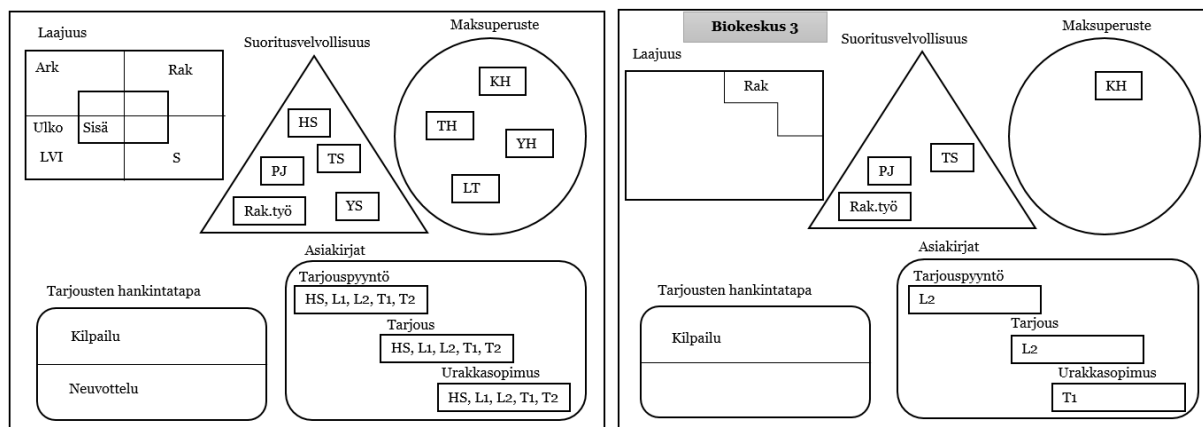 Laajuus
Ark
Rak
Ulko
Sisä
LVI
S
Suoritusvelvollisuus
HS
TS
PJ
YS
Rak.työ
Maksuperuste
KH
TH
YH
LT
Tarjousten hankintatapa
Kilpailu
Neuvottelu
Asiakirjat
Tarjouspyyntö
HS, L1, L2, T1, T2
Tarjous
HS, L1, L2, T1, T2
Urakkasopimus
HS, L1, L2, T1, T2
Biokeskus 3
Laajuus
Rak
Suoritusvelvollisuus
TS
PJ
Rak.työ
Maksuperuste
KH
Tarjousten hankintatapa
Kilpailu
Asiakirjat
Tarjouspyyntö
L2
Tarjous
L2
Urakkasopimus
T1